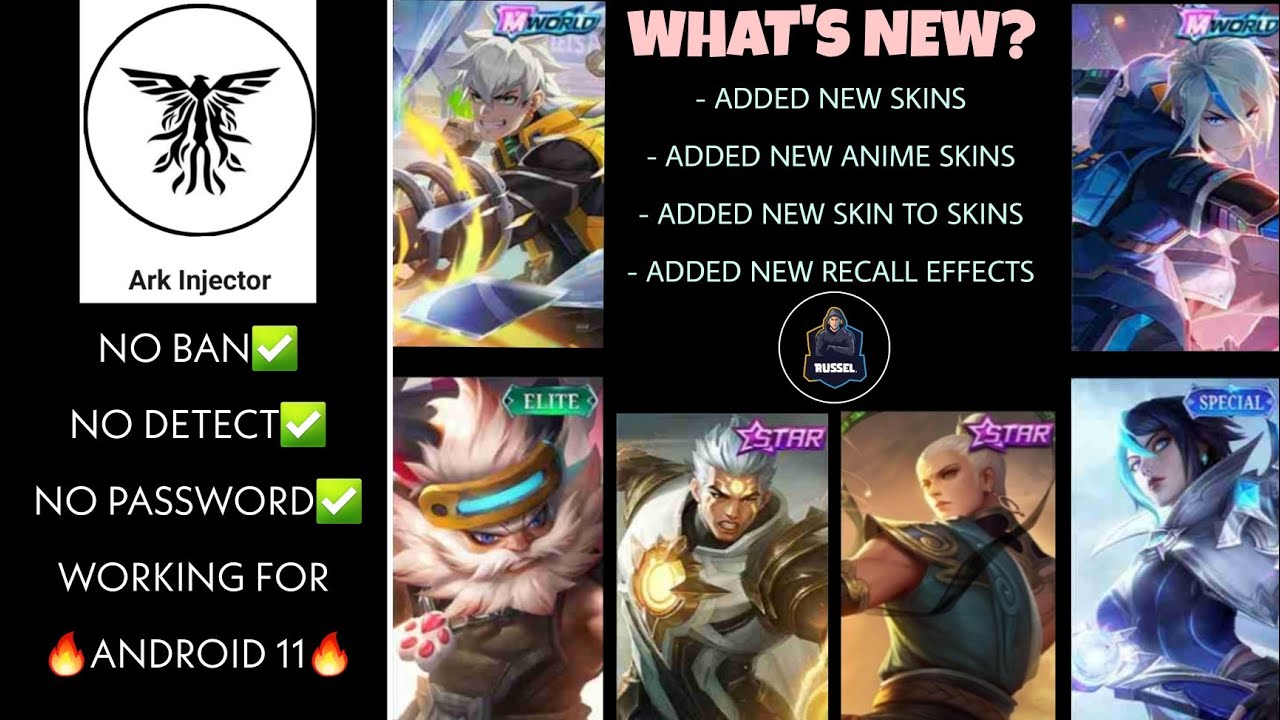 Ark Injector
NO BAN✅
NO DETECT✅
NO PASSWORD✅
WORKING FOR
🔥ANDROID 11🔥
WHAT'S NEW?
- ADDED NEW SKINS
- ADDED NEW ANIME SKINS
- ADDED NEW SKIN TO SKINS
- ADDED NEW RECALL EFFECTS
RUSSEL.
MWORLD
MWORLD
ELITE
STAR
STAR
SPECIAL